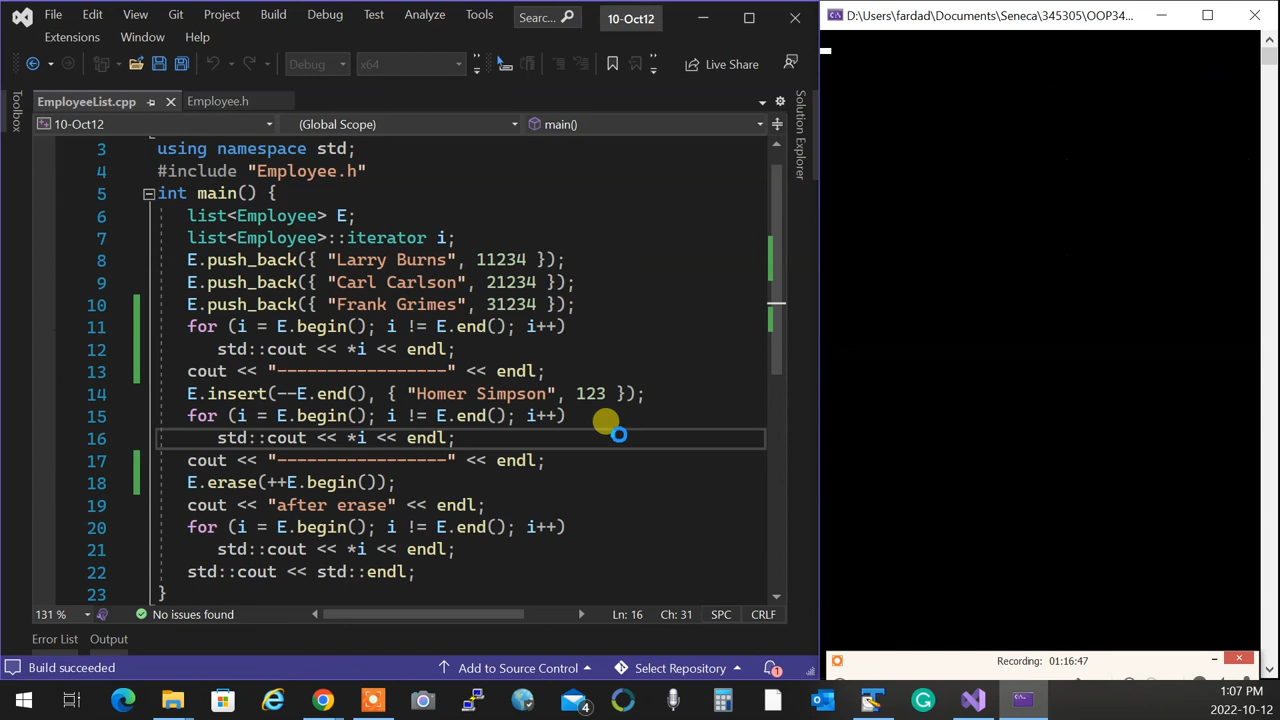 File Edit View Git Project Build Debug Test Analyze Tools
Searc...
10-Oct12
Extensions Window Help
Debug x64
Live Share
EmployeeList.cpp Employee.h
10-Oct12 (Global Scope) main()
3 using namespace std;
4 #include "Employee.h"
5 int main() {
6 list<Employee> E;
7 list<Employee>::iterator i;
8 E.push_back({ "Larry Burns", 11234 });
9 E.push_back({ "Carl Carlson", 21234 });
10 E.push_back({ "Frank Grimes", 31234 });
11 for (i = E.begin(); i != E.end(); i++)
12 std::cout << *i << endl;
13 cout << "-----------------" << endl;
14 E.insert(--E.end(), { "Homer Simpson", 123 });
15 for (i = E.begin(); i != E.end(); i++)
16 std::cout << *i << endl;
17 cout << "-----------------" << endl;
18 E.erase(++E.begin());
19 cout << "after erase" << endl;
20 for (i = E.begin(); i != E.end(); i++)
21 std::cout << *i << endl;
22 std::cout << std::endl;
23 }
131 % No issues found Ln: 16 Ch: 31 SPC CRLF
Error List Output
Build succeeded Add to Source Control Select Repository 1
Toolbox
Solution Explorer
D:\Users\fardad\Documents\Seneca\345305\OOP34...
Recording: 01:16:47
4
1:07 PM
2022-10-12